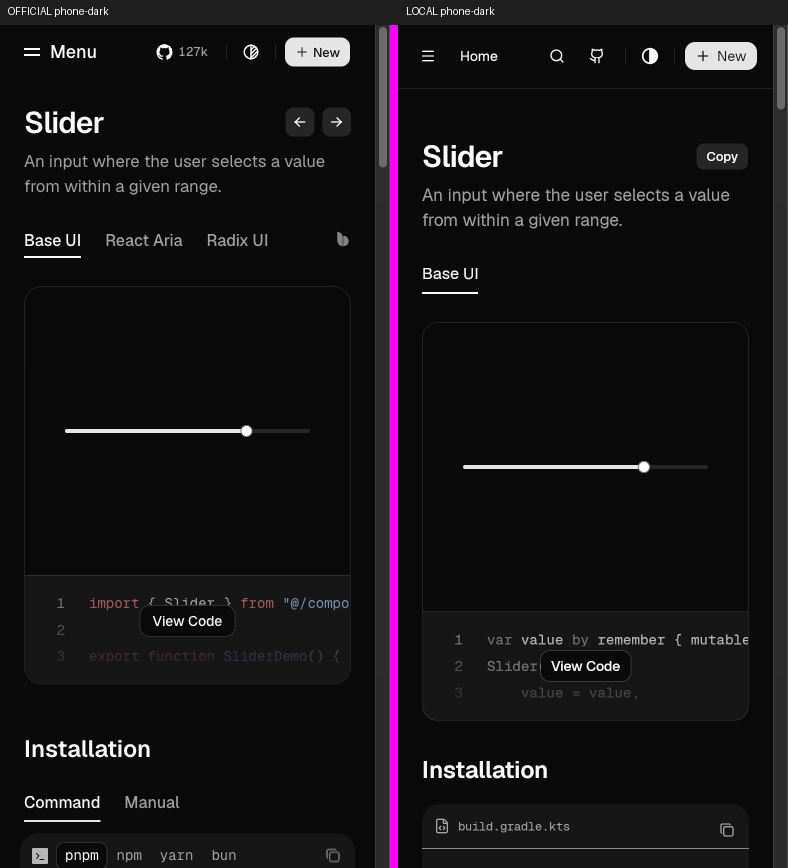 OFFICIAL phone-dark
Menu
127k
New
Slider
An input where the user selects a value
from within a given range.
Base UI
React Aria
Radix UI
1 import { Slider } from "@/compo
2
3 export function SliderDemo() {
View Code
Installation
Command
Manual
pnpm npm yarn bun
LOCAL phone-dark
Home
New
Slider
Copy
An input where the user selects a value
from within a given range.
Base UI
1 var value by remember { mutable
2 Slider
3 value = value,
View Code
Installation
build.gradle.kts